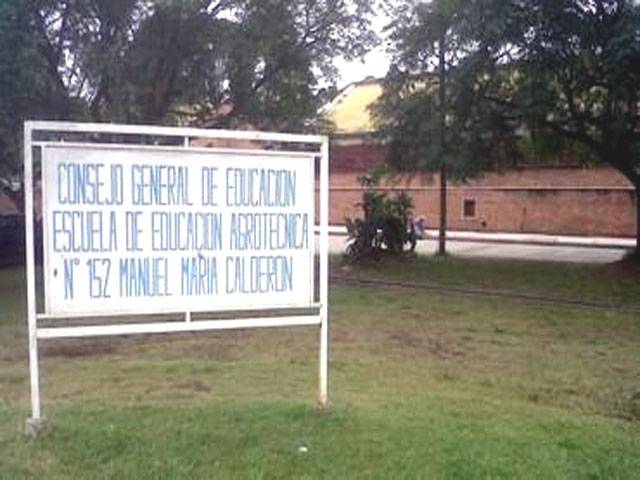 CONSEJO GENERAL DE EDUCACION
ESCUELA DE EDUCACION AGROTECNICA
N° 152 MANUEL MARIA CALDERON